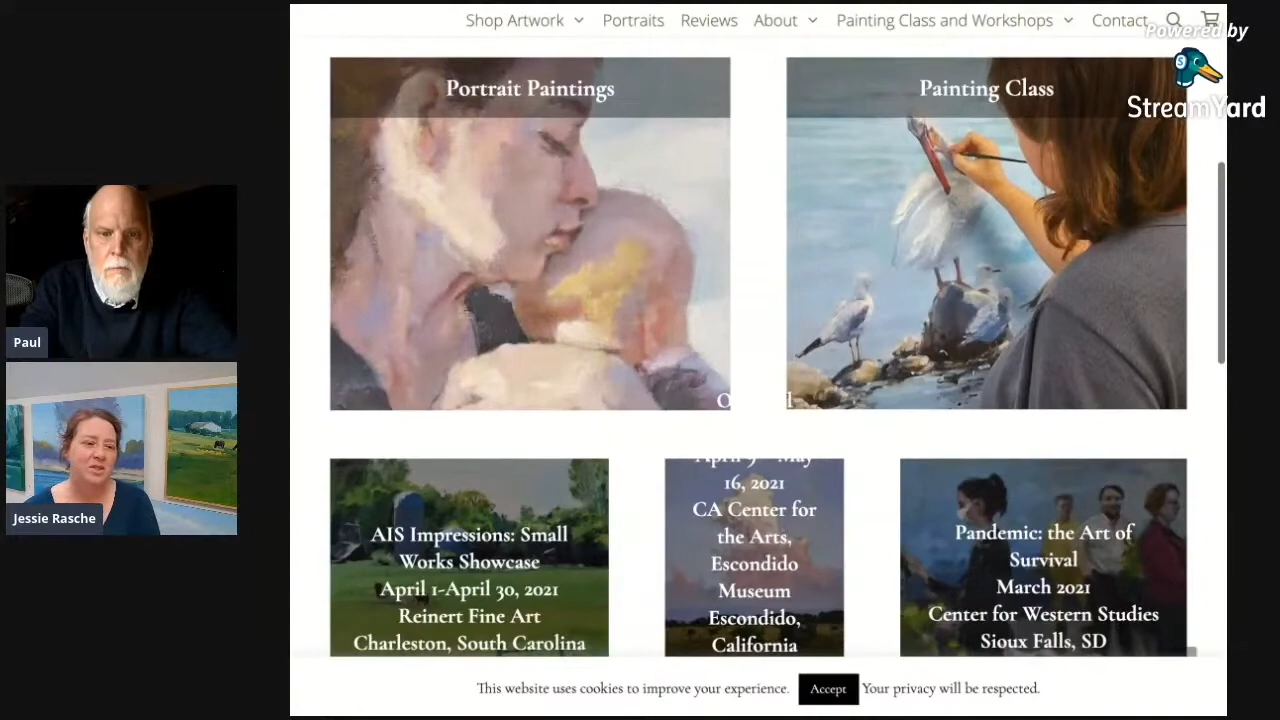 Shop Artwork Portraits Reviews About Painting Class and Workshops Contact
Powered by
StreamYard
Portrait Paintings
Painting Class
Paul
Jessie Rasche
AIS Impressions: Small
Works Showcase
April 1-April 30, 2021
Reinert Fine Art
Charleston, South Carolina
April 9 - May
16, 2021
CA Center for
the Arts,
Escondido
Museum
Escondido,
California
Pandemic: the Art of
Survival
March 2021
Center for Western Studies
Sioux Falls, SD
This website uses cookies to improve your experience. Accept Your privacy will be respected.